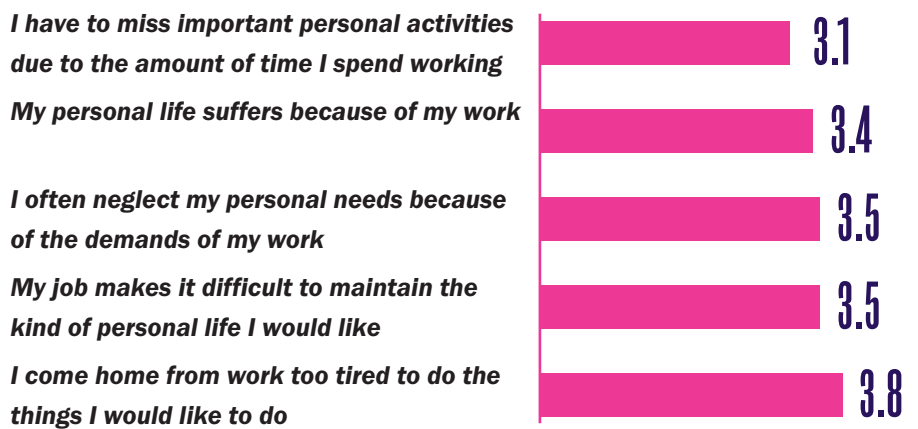 I have to miss important personal activities
due to the amount of time I spend working
3.1
My personal life suffers because of my work
3.4
I often neglect my personal needs because
of the demands of my work
3.5
My job makes it difficult to maintain the
kind of personal life I would like
3.5
I come home from work too tired to do the
things I would like to do
3.8